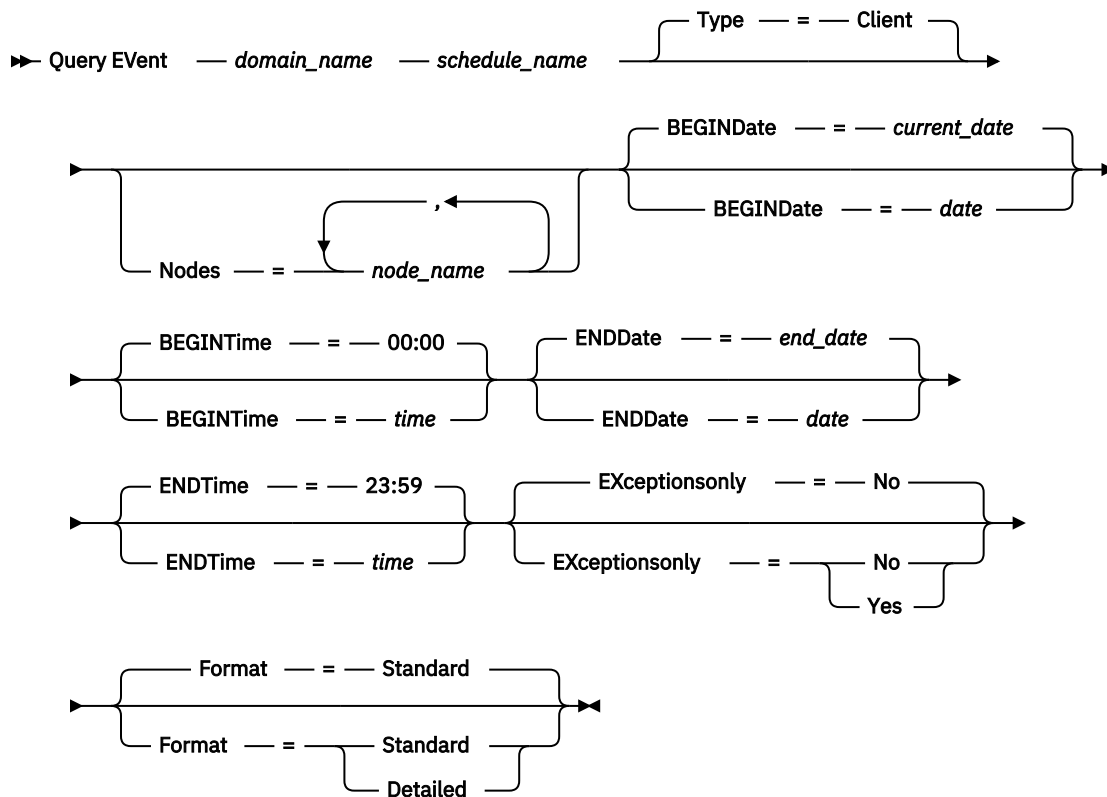 Type = Client
Query EVent domain_name schedule_name
BEGINDate = current_date
BEGINDate = date
,
Nodes = node_name
BEGINTime = 00:00 ENDDate = end_date
BEGINTime = time ENDDate = date
ENDTime = 23:59 EXceptionsonly = No
ENDTime = time EXceptionsonly = No
Yes
Format = Standard
Format = Standard
Detailed